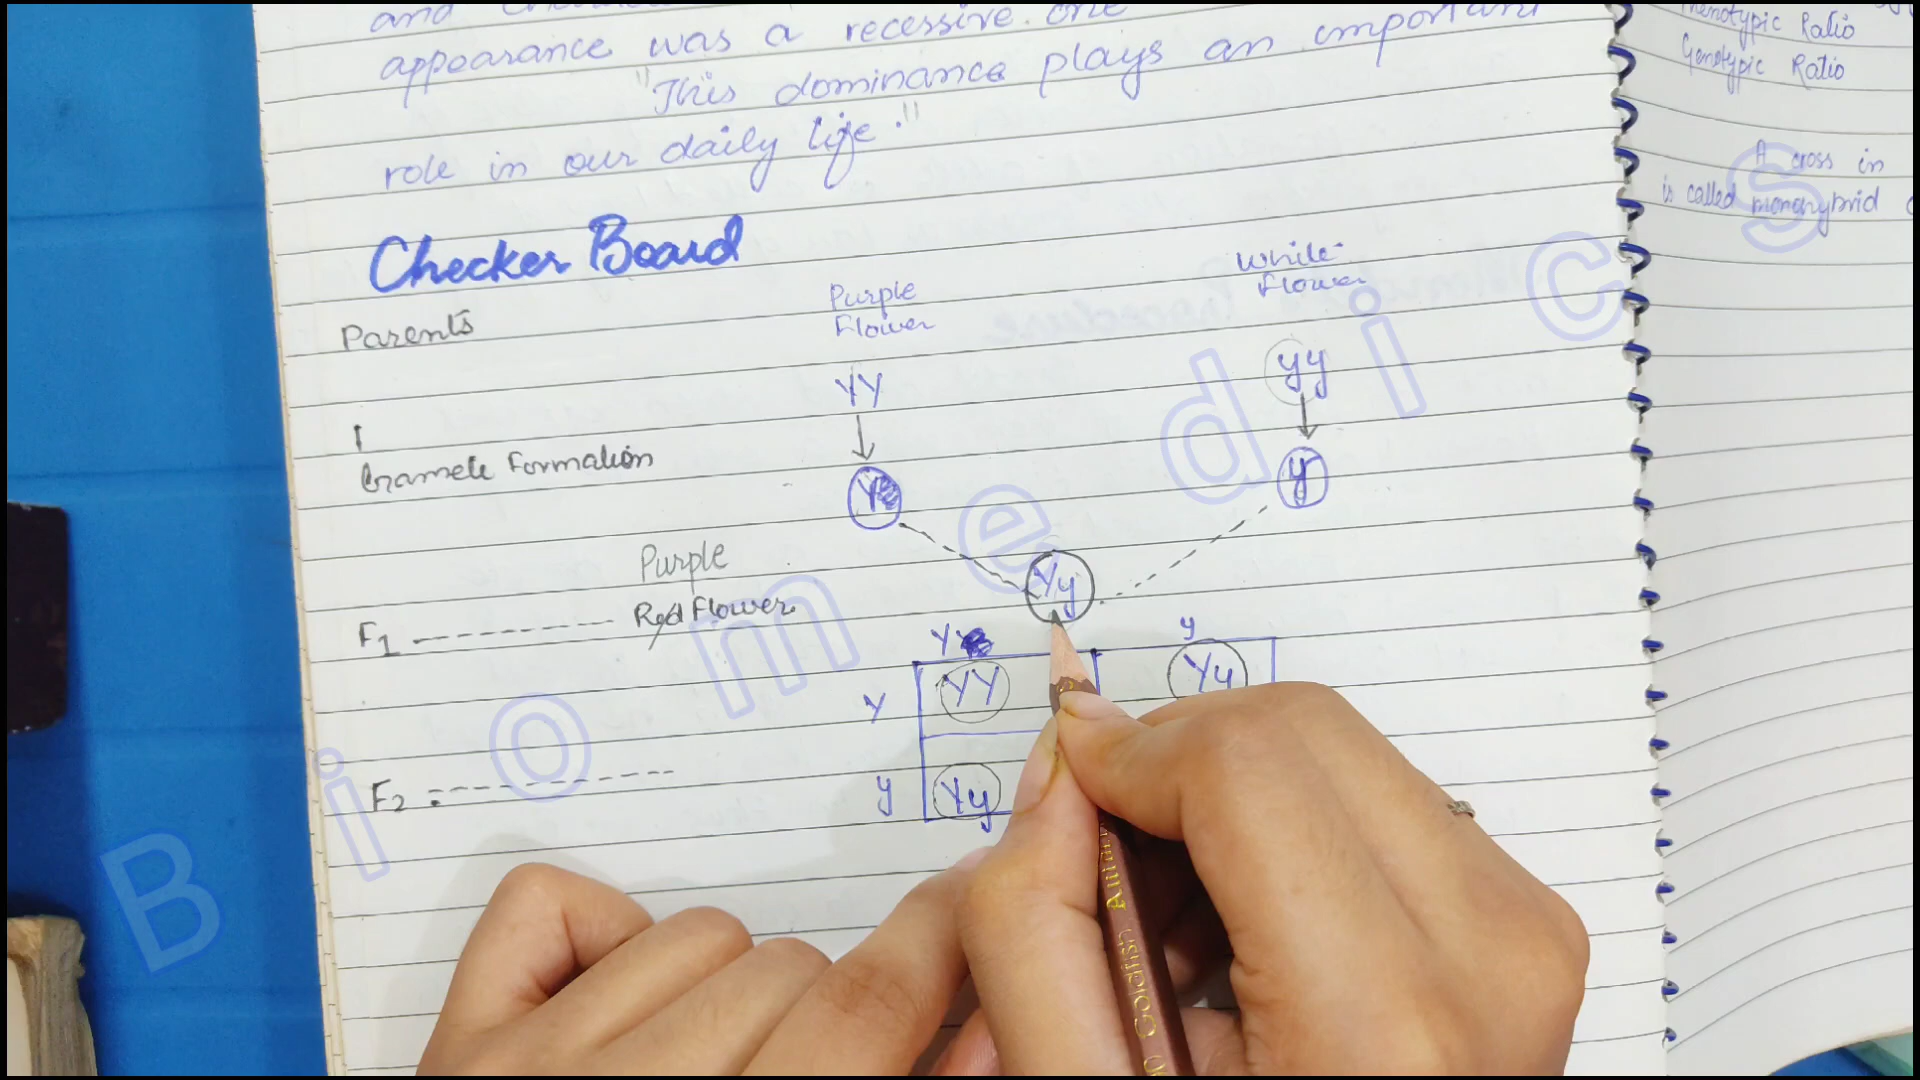 appearance was a recessive. one
"This dominance plays an important
role in our daily life."
Checker Board
Parents
Purple
Flower
White
Flower
YY
yy
Gramete Formation
Y
y
Purple
Red Flower
F1
Yy
Y
y
Y
YY
Yy
F2
y
Yy
Phenotypic Ratio
Genotypic Ratio
A cross in
is called monohybrid
Biomedics
Goldfish